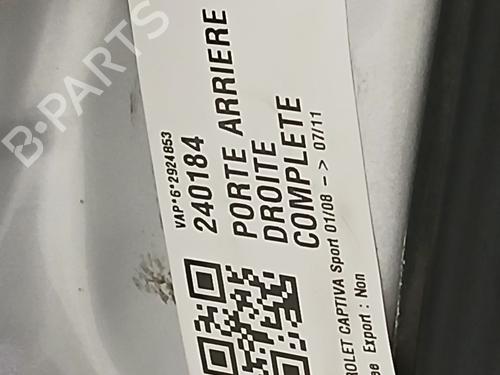 B-PARTS
VAP*6*2924853
240184
PORTE ARRIERE
DROITE
COMPLETE
ROLET CAPTIVA Sport 01/08 -> 07/11
Export : Non